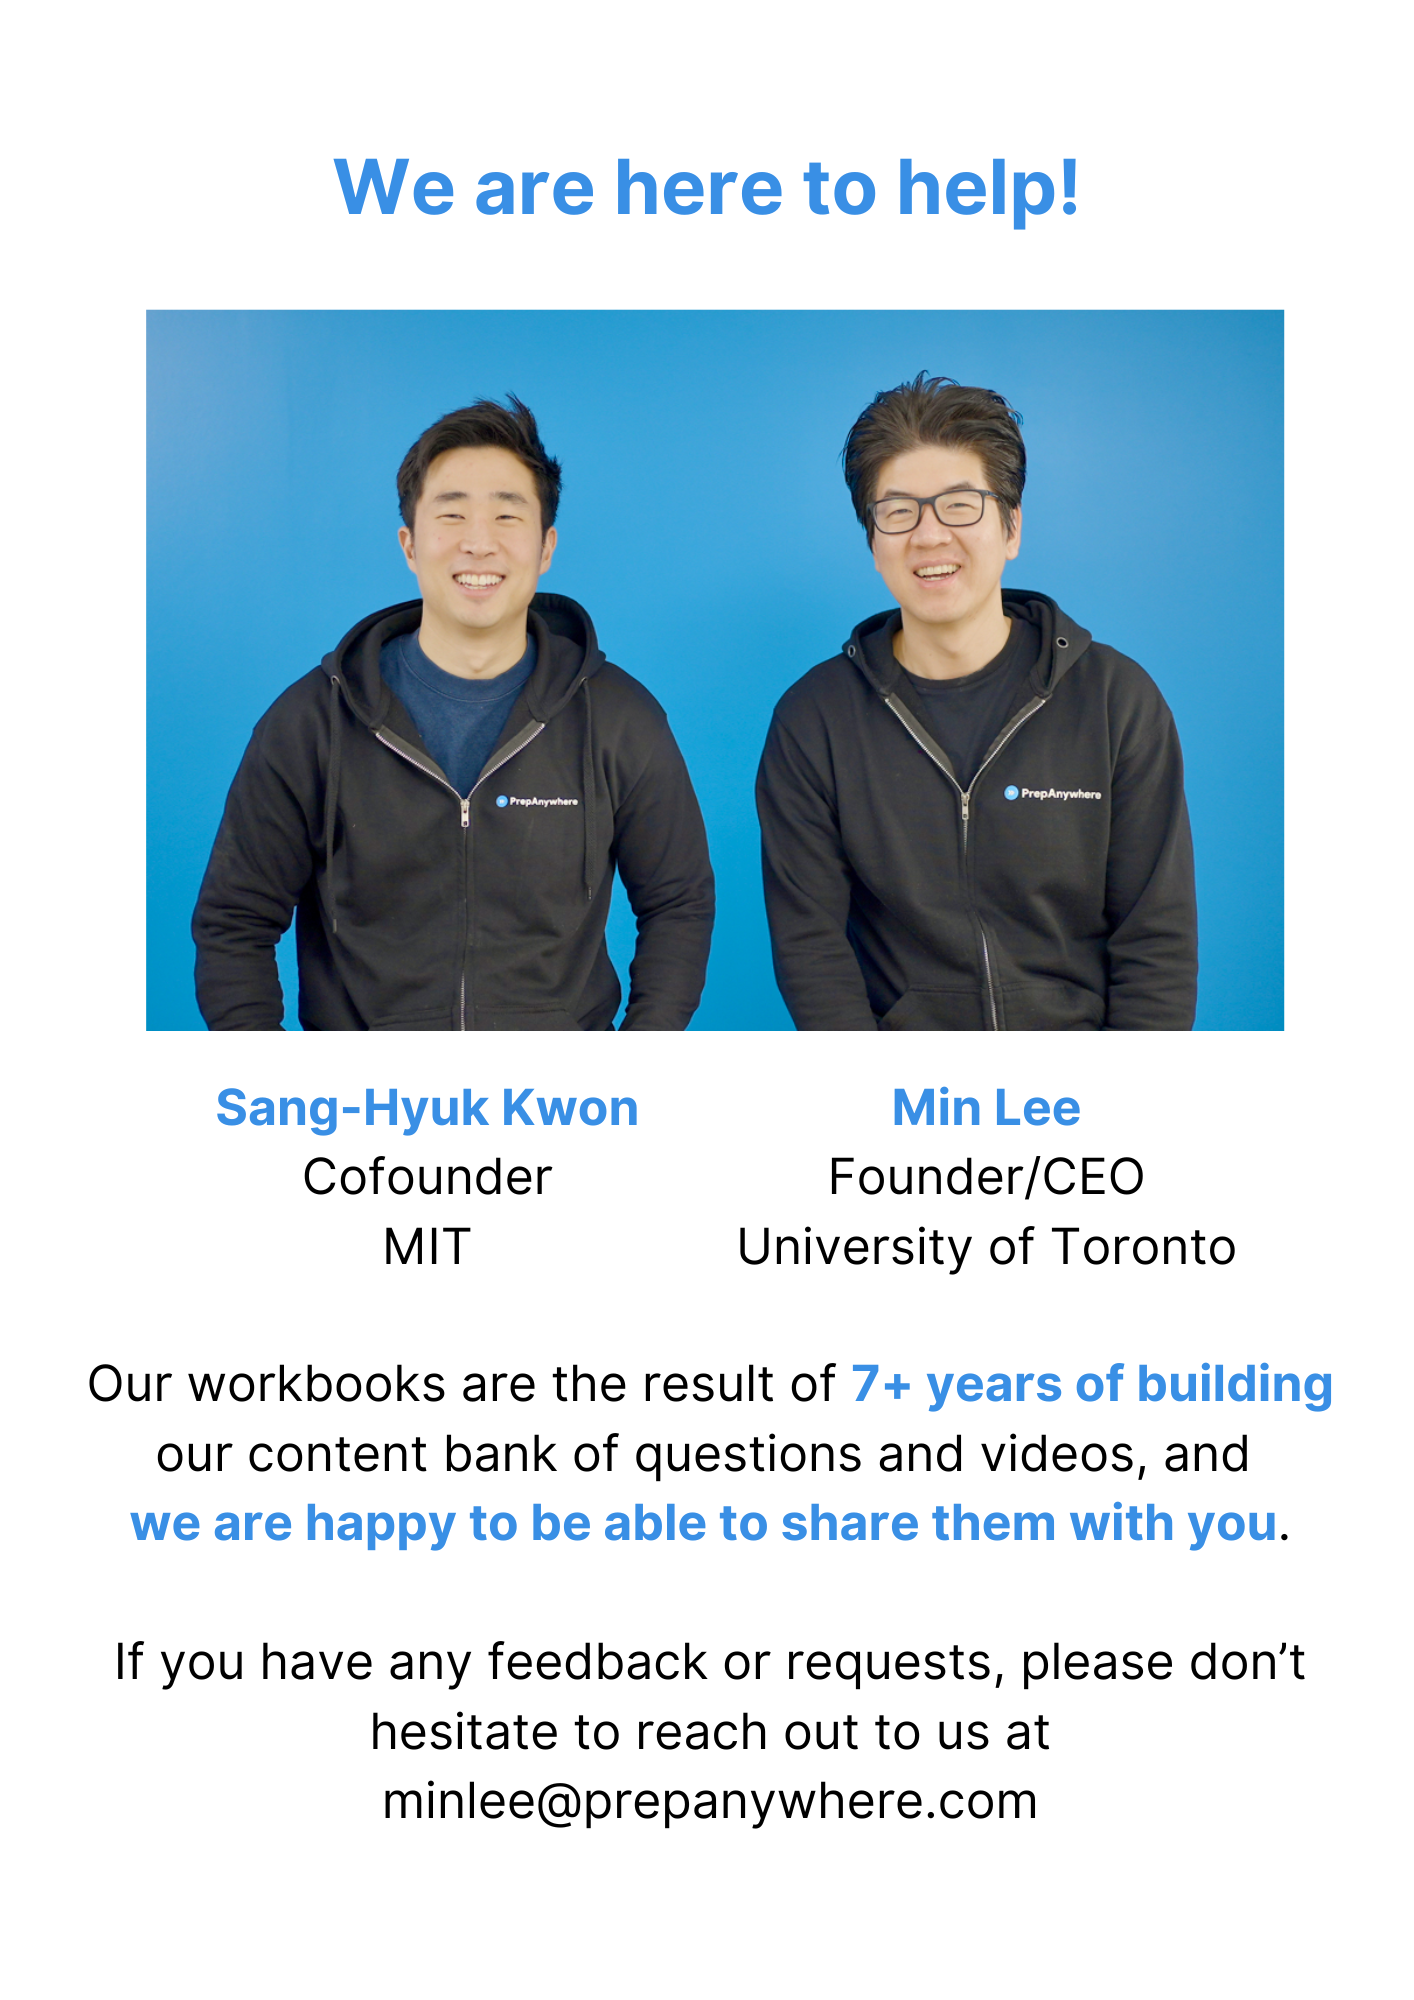 We are here to help!
PrepAnywhere
PrepAnywhere
Sang-Hyuk Kwon
Cofounder
MIT
Min Lee
Founder/CEO
University of Toronto
Our workbooks are the result of 7+ years of building
our content bank of questions and videos, and
we are happy to be able to share them with you.
If you have any feedback or requests, please don’t
hesitate to reach out to us at
minlee@prepanywhere.com